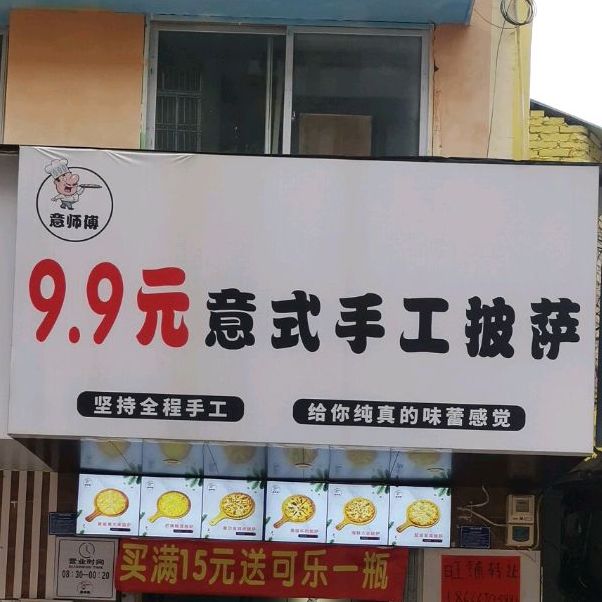 意师傅
9.9元意式手工披萨
坚持全程手工
给你纯真的味蕾感觉
营业时间
08:30—00:20
买满15元送可乐一瓶
旺铺转让